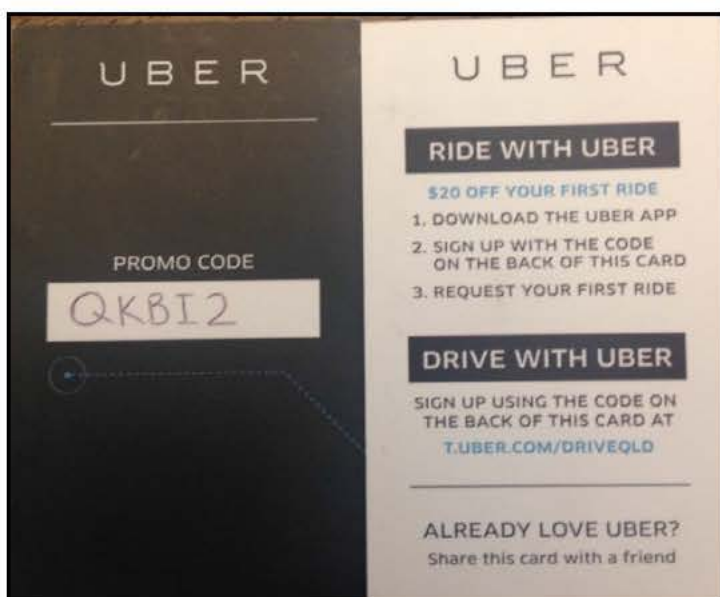 UBER
PROMO CODE
QKBI2
UBER
RIDE WITH UBER
$20 OFF YOUR FIRST RIDE
1. DOWNLOAD THE UBER APP
2. SIGN UP WITH THE CODE
ON THE BACK OF THIS CARD
3. REQUEST YOUR FIRST RIDE
DRIVE WITH UBER
SIGN UP USING THE CODE ON
THE BACK OF THIS CARD AT
T.UBER.COM/DRIVEQLD
ALREADY LOVE UBER?
Share this card with a friend